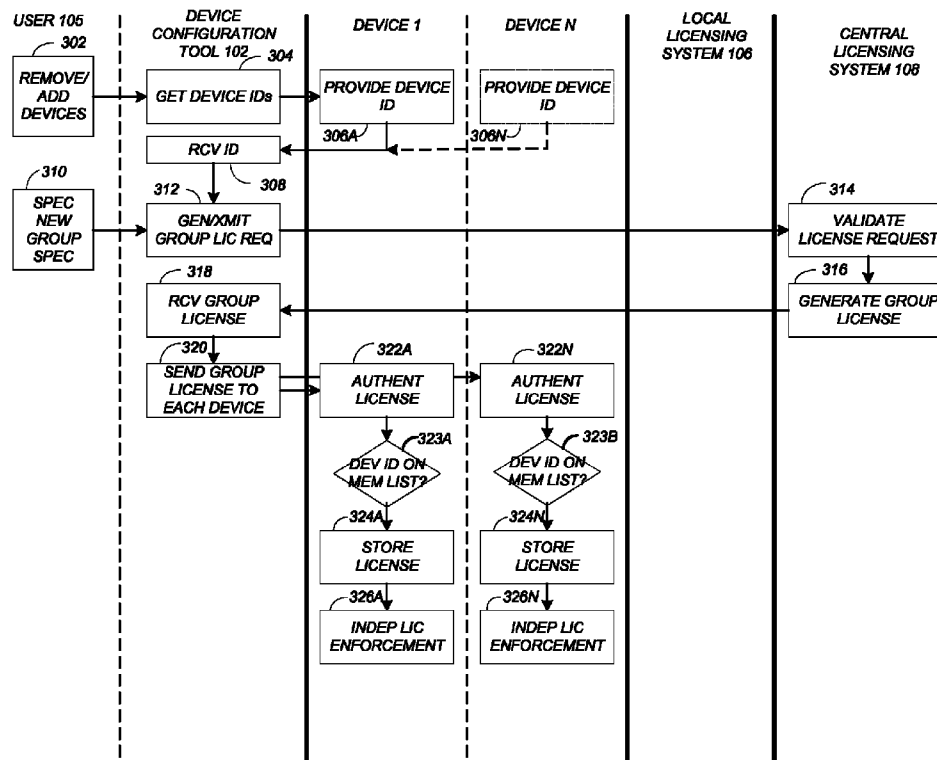 USER 105
DEVICE
CONFIGURATION
TOOL 102
DEVICE 1
DEVICE N
LOCAL
LICENSING
SYSTEM 106
CENTRAL
LICENSING
SYSTEM 108
302
REMOVE/
ADD
DEVICES
304
GET DEVICE IDs
PROVIDE DEVICE
ID
306A
PROVIDE DEVICE
ID
306N
RCV ID
308
310
SPEC
NEW
GROUP
SPEC
312
GEN/XMIT
GROUP LIC REQ
314
VALIDATE
LICENSE REQUEST
316
GENERATE GROUP
LICENSE
318
RCV GROUP
LICENSE
320
SEND GROUP
LICENSE TO
EACH DEVICE
322A
AUTHENT
LICENSE
322N
AUTHENT
LICENSE
323A
DEV ID ON
MEM LIST?
323B
DEV ID ON
MEM LIST?
324A
STORE
LICENSE
324N
STORE
LICENSE
326A
INDEP LIC
ENFORCEMENT
326N
INDEP LIC
ENFORCEMENT